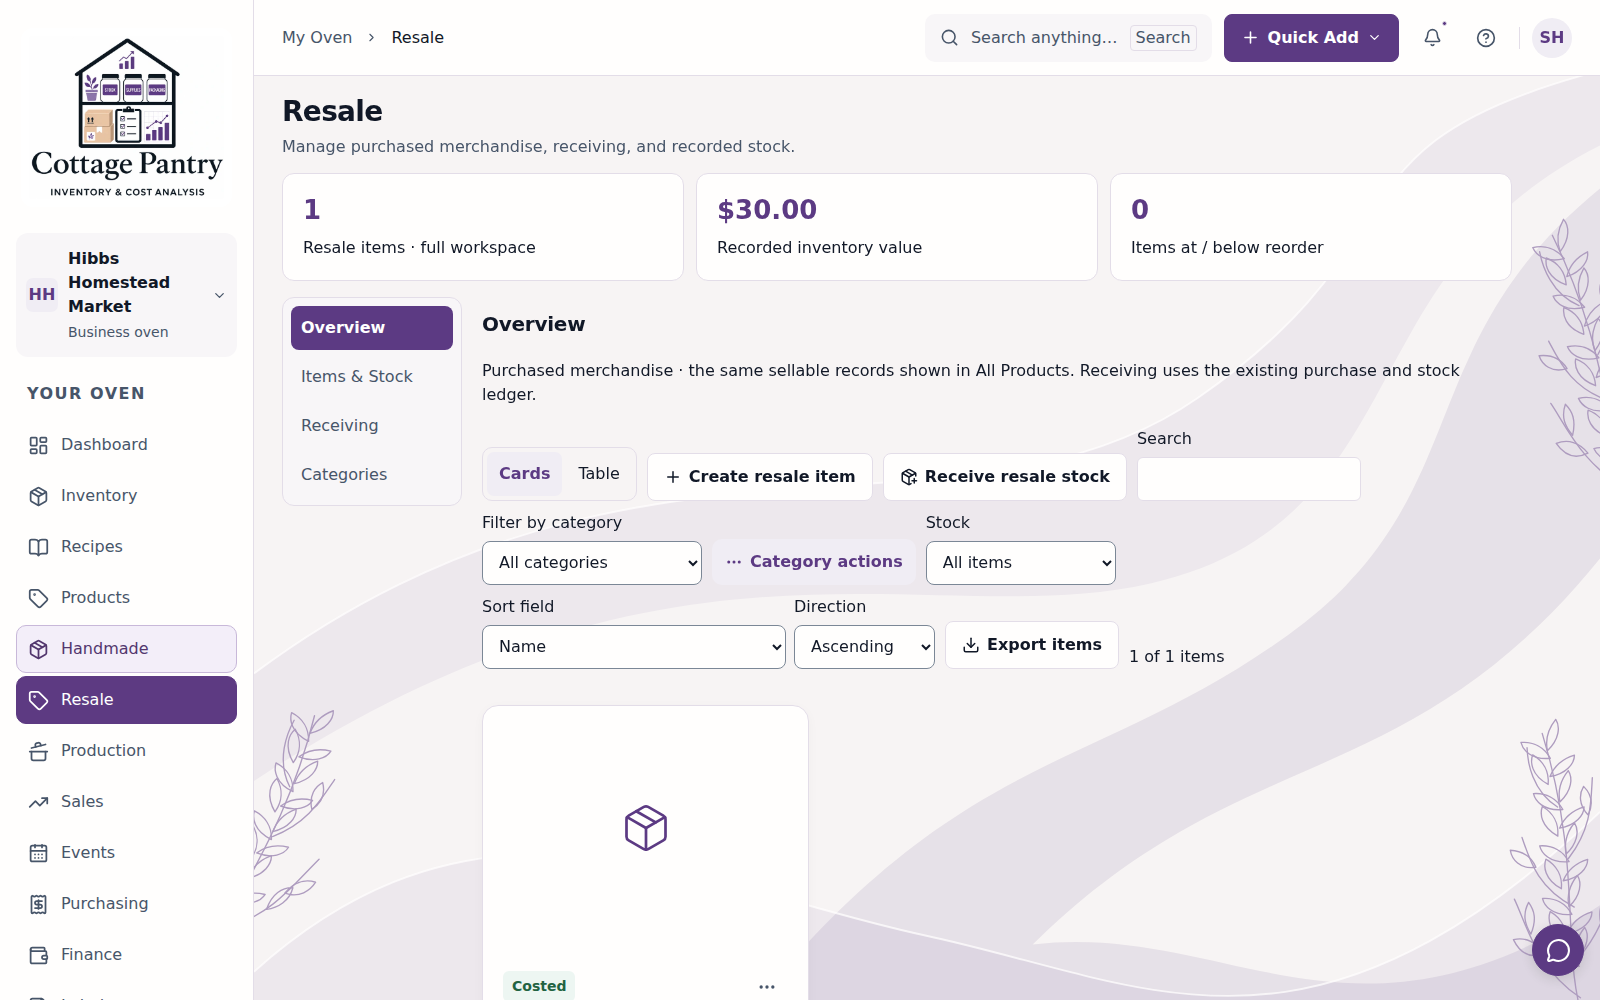 Cottage Pantry
INVENTORY & COST ANALYSIS
HH
Hibbs
Homestead
Market
Business oven
YOUR OVEN
Dashboard
Inventory
Recipes
Products
Handmade
Resale
Production
Sales
Events
Purchasing
Finance
My Oven
Resale
Search anything...
Search
Quick Add
SH
Resale
Manage purchased merchandise, receiving, and recorded stock.
1
Resale items · full workspace
$30.00
Recorded inventory value
0
Items at / below reorder
Overview
Items & Stock
Receiving
Categories
Overview
Purchased merchandise · the same sellable records shown in All Products. Receiving uses the existing purchase and stock
ledger.
Cards
Table
Create resale item
Receive resale stock
Search
Filter by category
All categories
Category actions
Stock
All items
Sort field
Name
Direction
Ascending
Export items
1 of 1 items
Costed